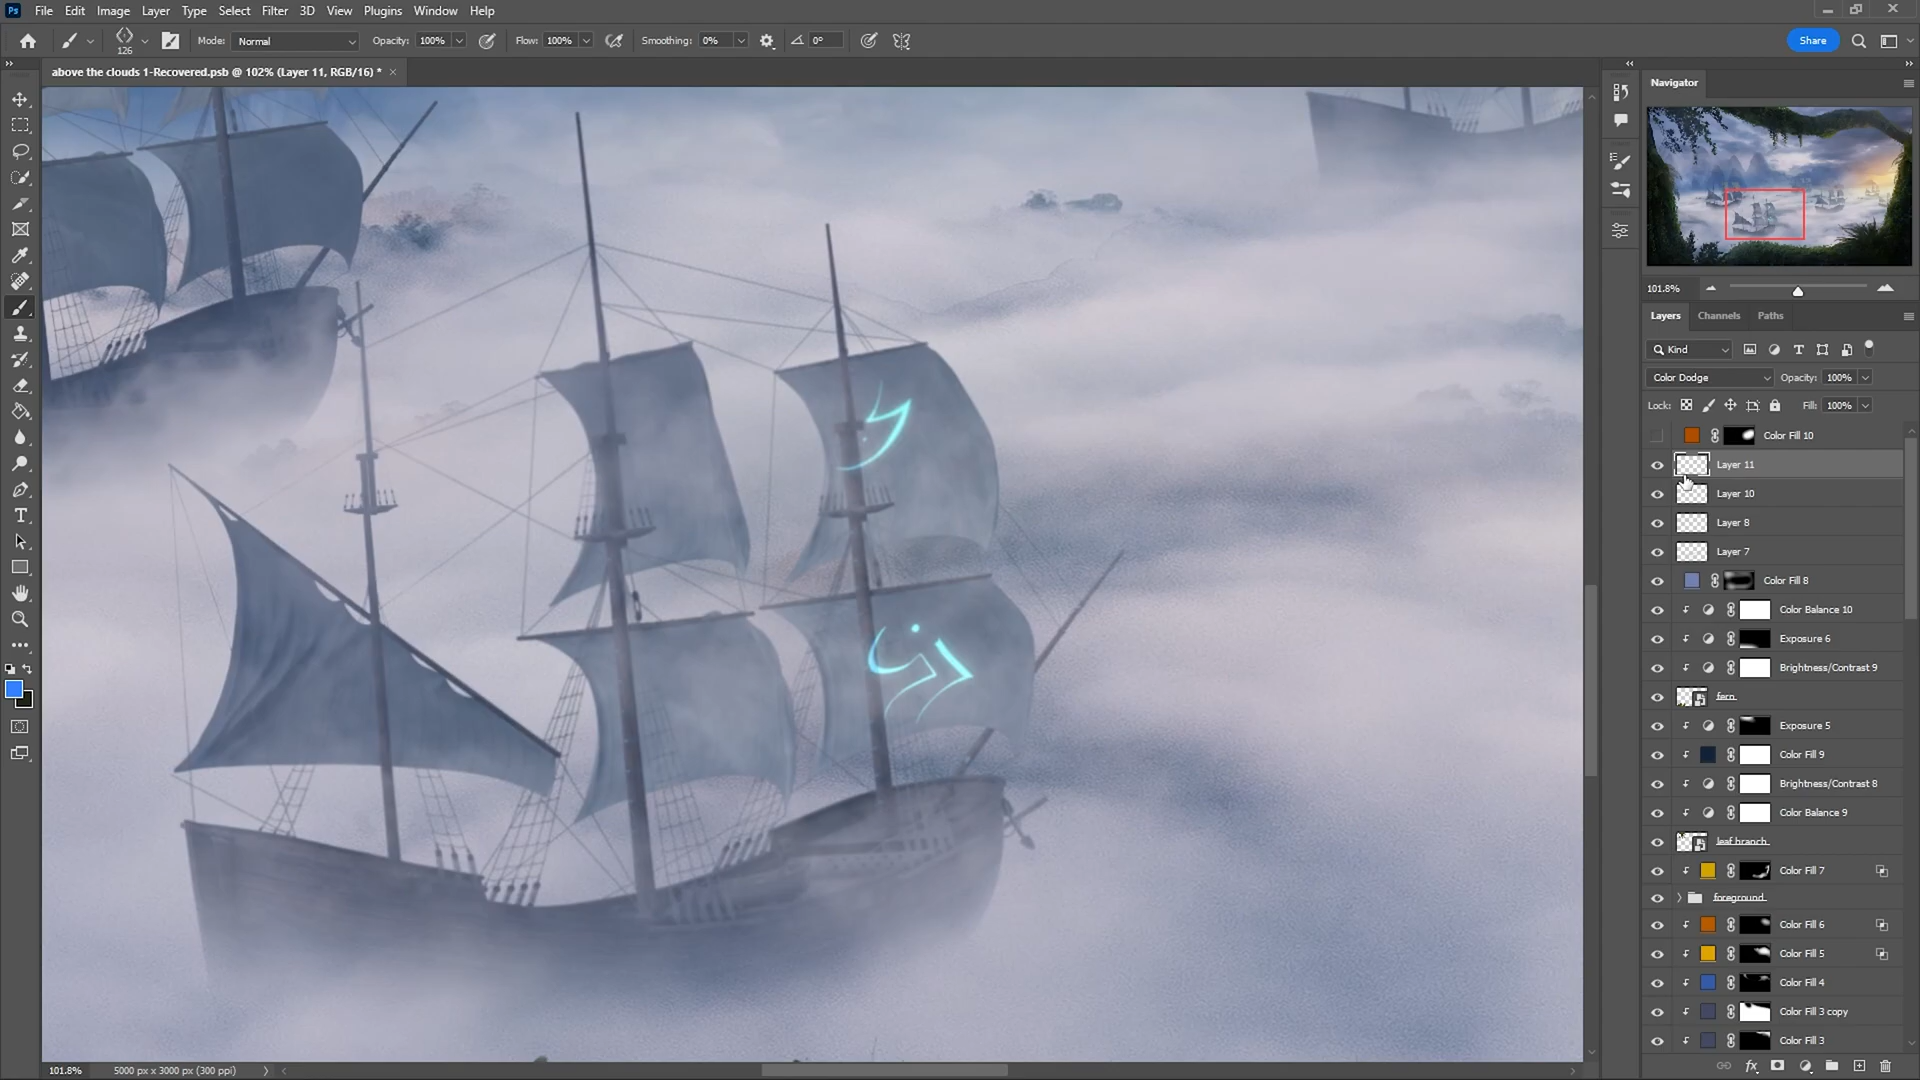 Ps File Edit Image Layer Type Select Filter 3D View Plugins Window Help
126 Mode: Normal Opacity: 100% Flow: 100% Smoothing: 0% 0° Share
above the clouds 1-Recovered.psb @ 102% (Layer 11, RGB/16) *
Navigator
101.8%
Layers Channels Paths
Kind
Color Dodge Opacity: 100%
Lock: Fill: 100%
Color Fill 10
Layer 11
Layer 10
Layer 8
Layer 7
Color Fill 8
Color Balance 10
Exposure 6
Brightness/Contrast 9
fern
Exposure 5
Color Fill 9
Brightness/Contrast 8
Color Balance 9
leaf branch
Color Fill 7
foreground
Color Fill 6
Color Fill 5
Color Fill 4
Color Fill 3 copy
Color Fill 3
101.8% 5000 px x 3000 px (300 ppi)